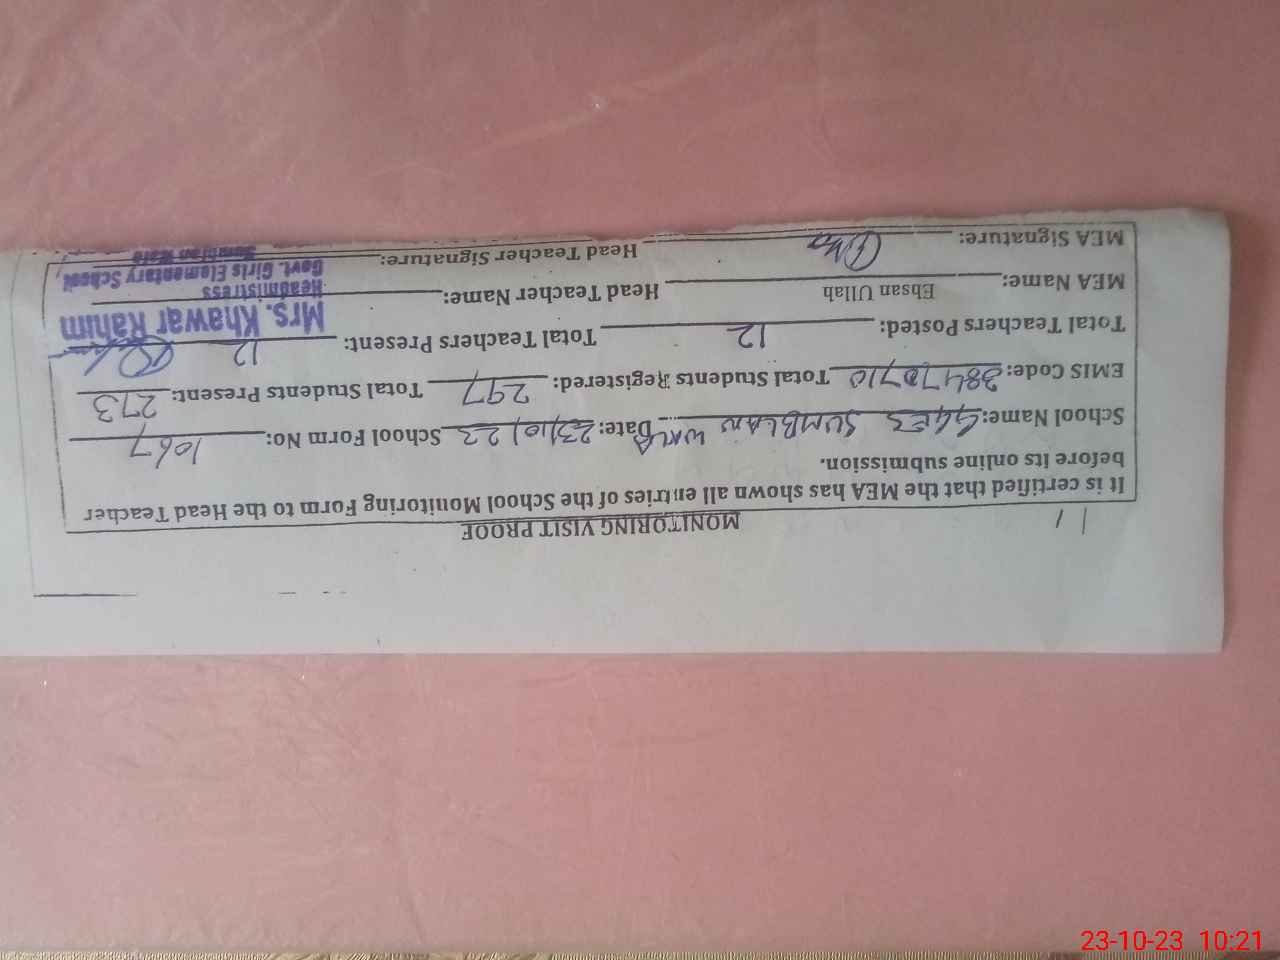 MONITORING VISIT PROOF
It is certified that the MEA has shown all entries of the School Monitoring Form to the Head Teacher
before its online submission.
School Name: GGES SUMBLAN WALA Date: 23/10/23 School Form No: 1067
EMIS Code: 38470710 Total Students Registered: 297 Total Students Present: 273
Total Teachers Posted: 12 Total Teachers Present: 12
MEA Name: Ehsan Ullah Head Teacher Name:
MEA Signature: Head Teacher Signature:
Mrs. Khawar Rahim
Headmistress
Govt. Girls Elementary School,
Sumblan Wala
23-10-23 10:21